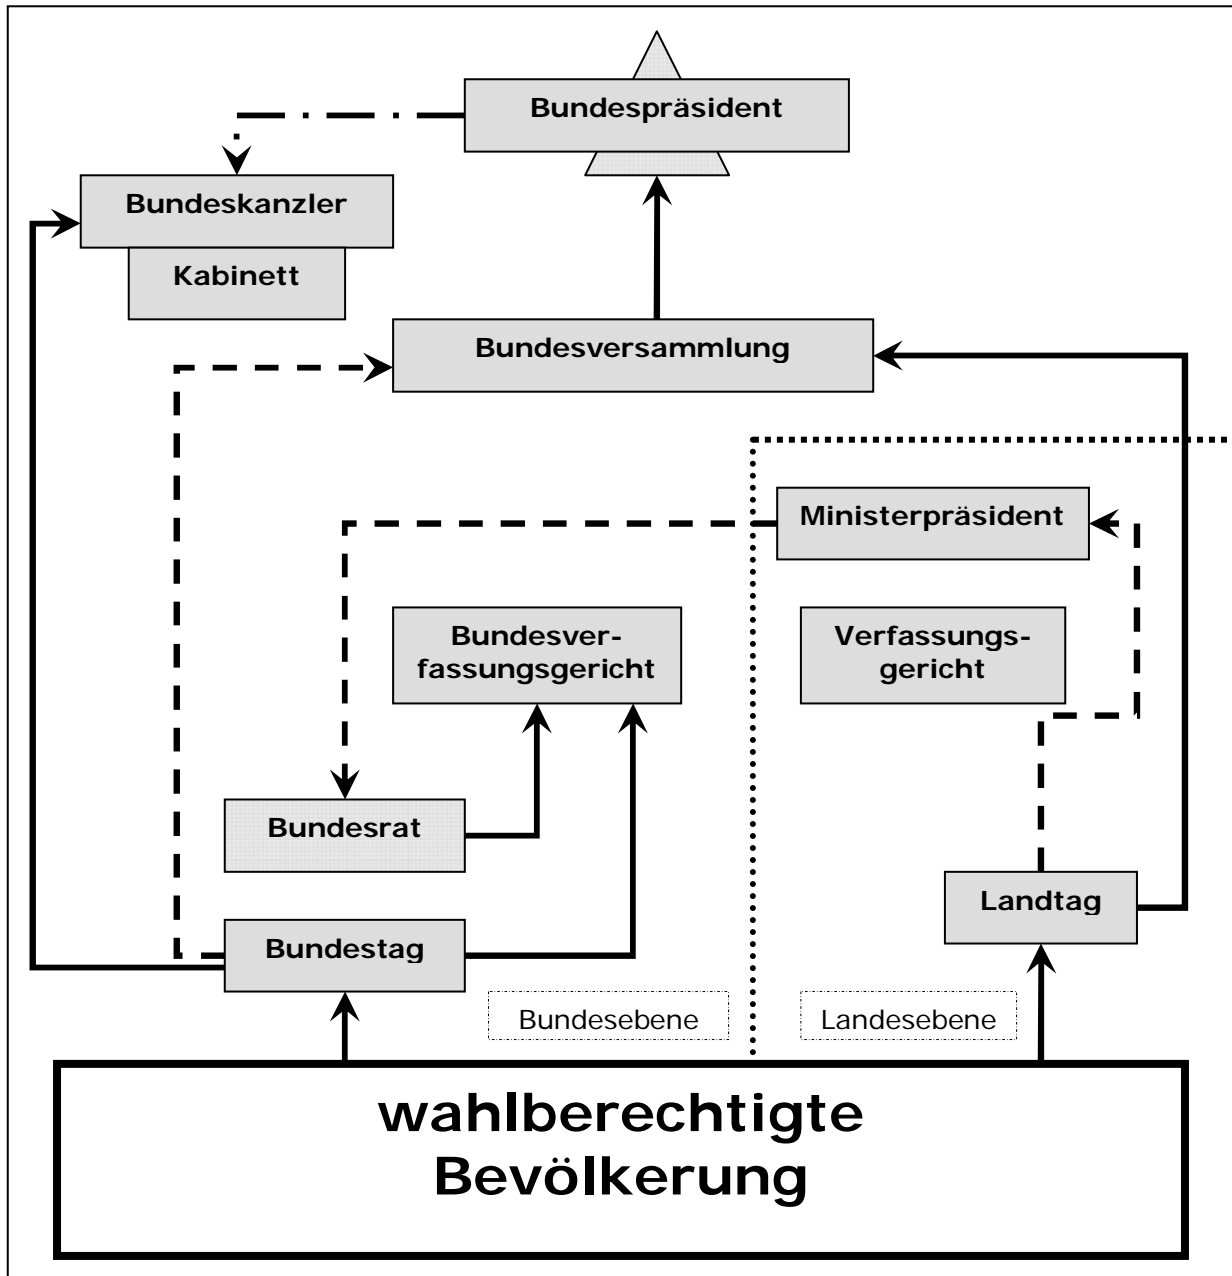 Bundespräsident
Bundeskanzler
Kabinett
Bundesversammlung
Ministerpräsident
Bundesver-
fassungsgericht
Verfassungs-
gericht
Bundesrat
Landtag
Bundestag
Bundesebene
Landesebene
wahlberechtigte
Bevölkerung